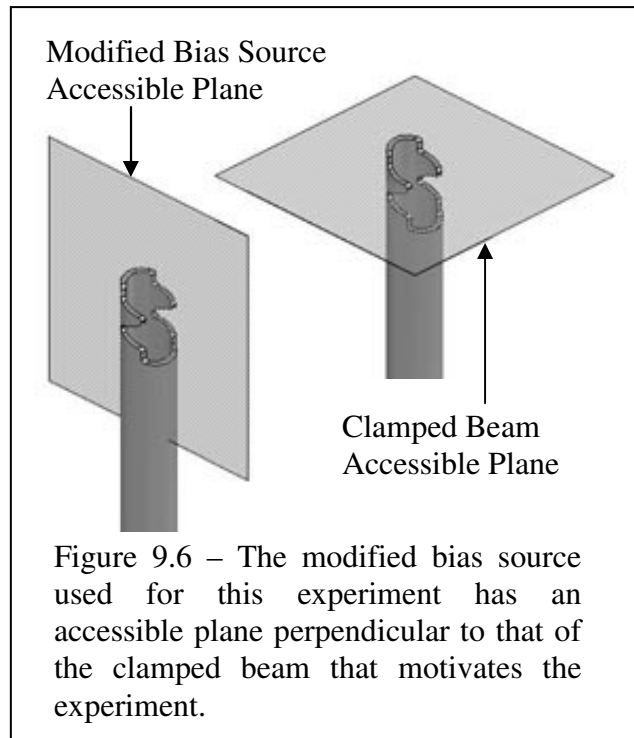 Modified Bias Source
Accessible Plane
Clamped Beam
Accessible Plane
Figure 9.6 – The modified bias source
used for this experiment has an
accessible plane perpendicular to that of
the clamped beam that motivates the
experiment.